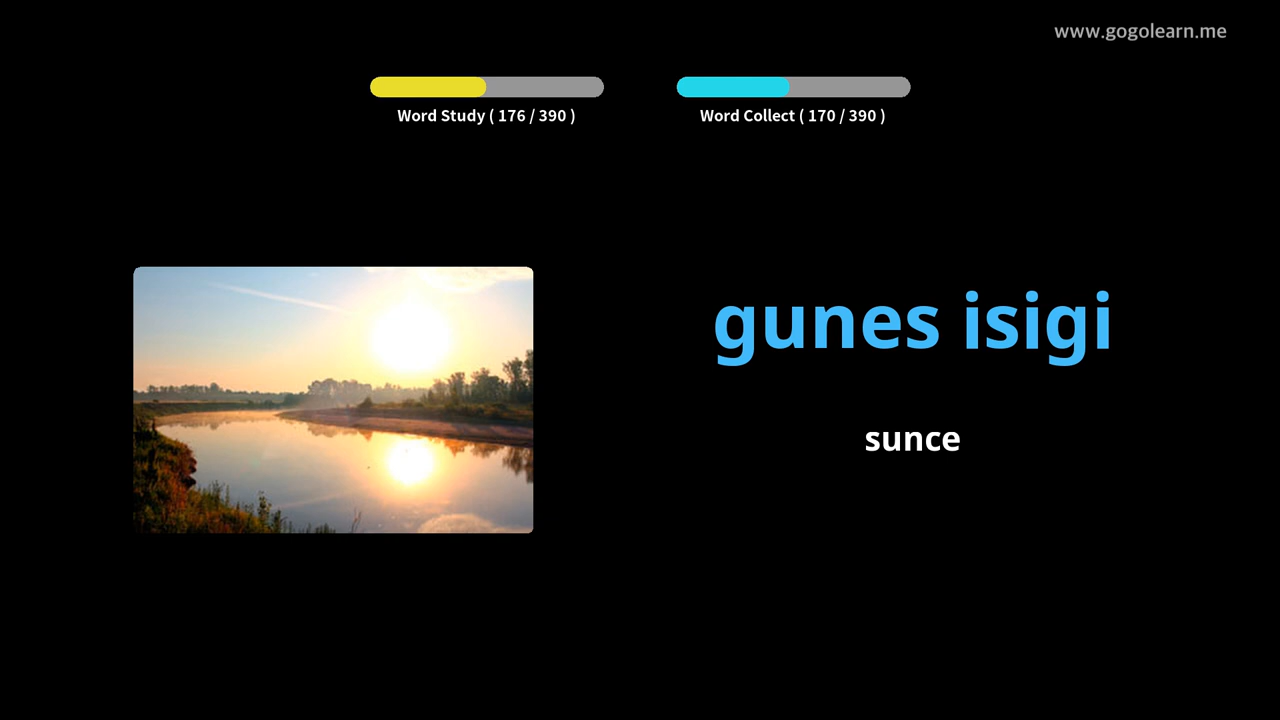 www.gogolearn.me
Word Study ( 176 / 390 )
Word Collect ( 170 / 390 )
gunes isigi
sunce